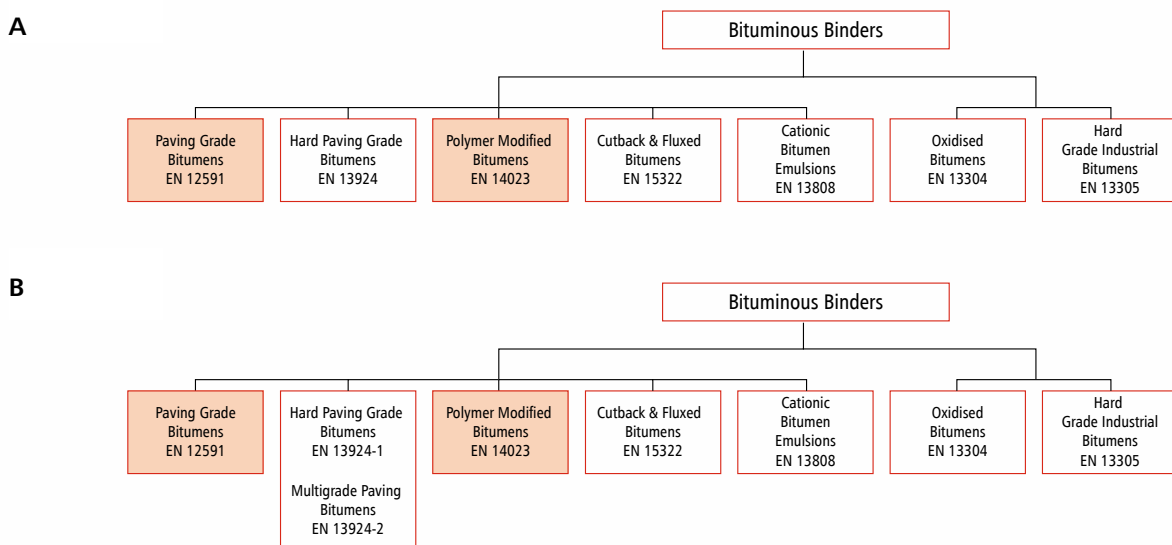 A
Bituminous Binders
Paving Grade
Bitumens
EN 12591
Hard Paving Grade
Bitumens
EN 13924
Polymer Modified
Bitumens
EN 14023
Cutback & Fluxed
Bitumens
EN 15322
Cationic
Bitumen
Emulsions
EN 13808
Oxidised
Bitumens
EN 13304
Hard
Grade Industrial
Bitumens
EN 13305
B
Bituminous Binders
Paving Grade
Bitumens
EN 12591
Hard Paving Grade
Bitumens
EN 13924-1
Multigrade Paving
Bitumens
EN 13924-2
Polymer Modified
Bitumens
EN 14023
Cutback & Fluxed
Bitumens
EN 15322
Cationic
Bitumen
Emulsions
EN 13808
Oxidised
Bitumens
EN 13304
Hard
Grade Industrial
Bitumens
EN 13305